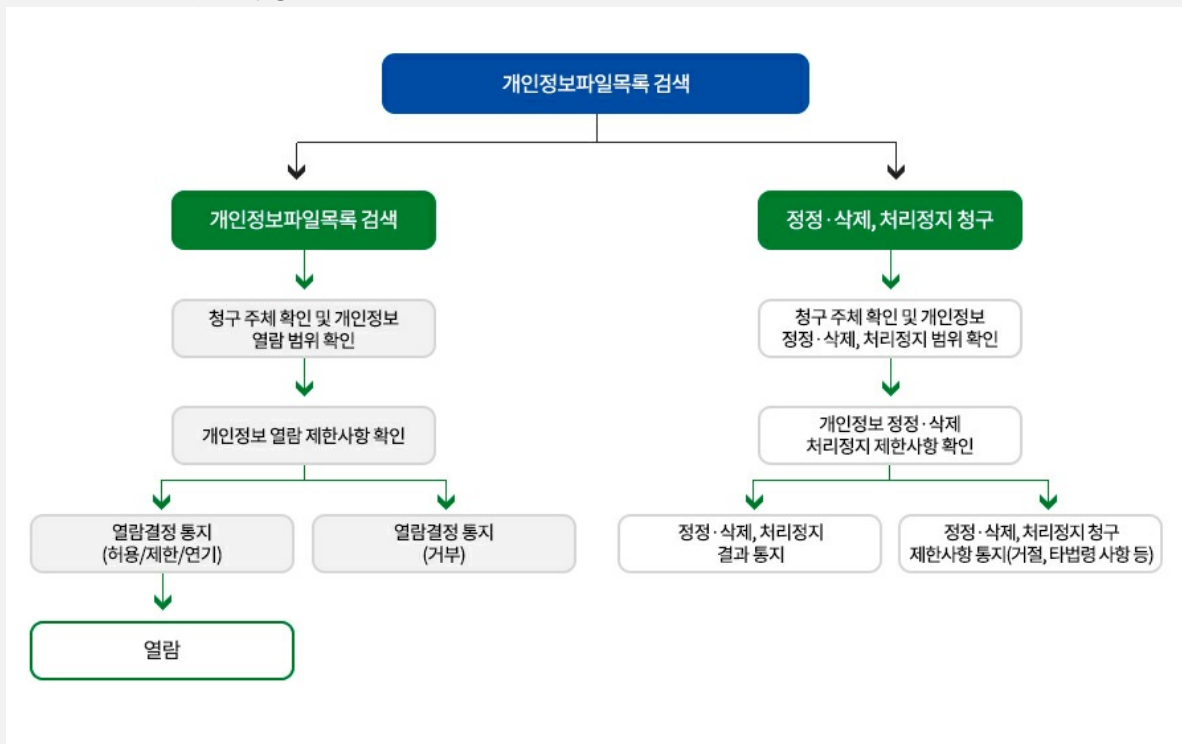 개인정보파일목록 검색
개인정보파일목록 검색
정정·삭제, 처리정지 청구
청구 주체 확인 및 개인정보
열람 범위 확인
청구 주체 확인 및 개인정보
정정·삭제, 처리정지 범위 확인
개인정보 열람 제한사항 확인
개인정보 정정·삭제
처리정지 제한사항 확인
열람결정 통지
(허용/제한/연기)
열람결정 통지
(거부)
정정·삭제, 처리정지
결과 통지
정정·삭제, 처리정지 청구
제한사항 통지(거절, 타법령 사항 등)
열람